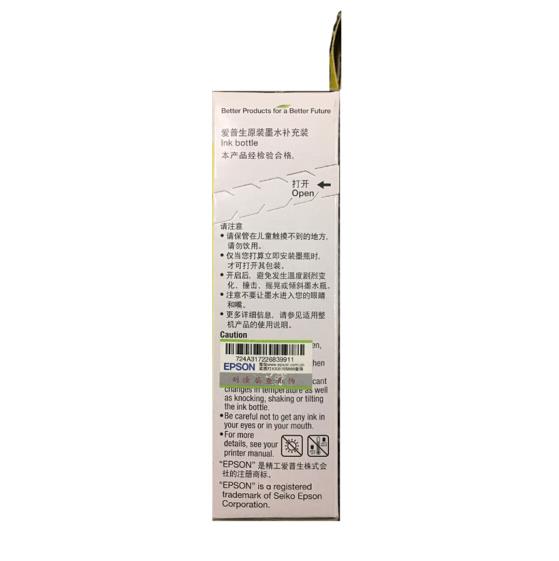 Better Products for a Better Future
爱普生原装墨水补充装
Ink bottle
本产品经检验合格.
打开
Open
请注意
• 请保管在儿童触摸不到的地方,
请勿饮用。
• 仅当您打算立即安装墨瓶时,
才可打开其包装。
• 开启后, 避免发生温度剧烈变
化、撞击、摇晃或倾斜墨水瓶。
• 注意不要让墨水进入您的眼睛
和嘴。
• 更多详细信息, 请参见适用整
机产品的使用说明。
Caution
724A317226839911
EPSON
changes in temperature as well
as knocking, shaking or tilting
the ink bottle.
• Be careful not to get any ink in
your eyes or in your mouth.
• For more
details, see your
printer manual.
“EPSON” 是精工爱普生株式会
社的注册商标。
“EPSON” is a registered
trademark of Seiko Epson
Corporation.